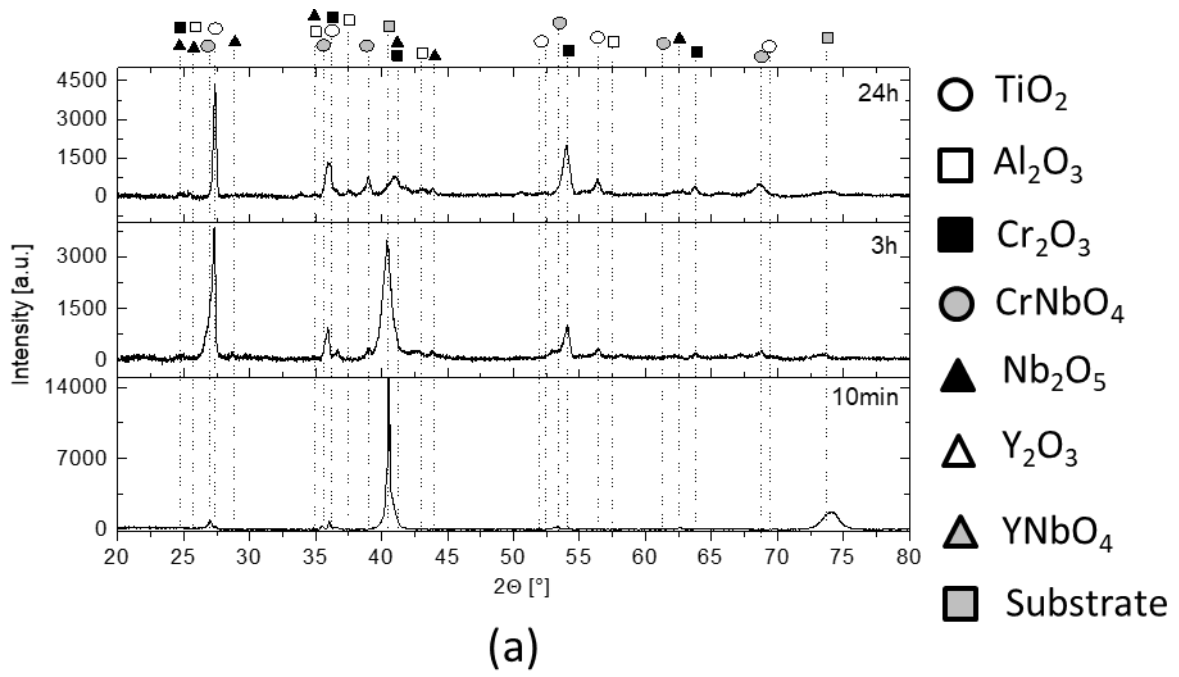 4500
3000
1500
0
24h
3000
1500
0
3h
14000
7000
0
10min
Intensity [a.u.]
20 25 30 35 40 45 50 55 60 65 70 75 80
2Θ [°]
TiO₂
Al₂O₃
Cr₂O₃
CrNbO₄
Nb₂O₅
Y₂O₃
YNbO₄
Substrate
(a)